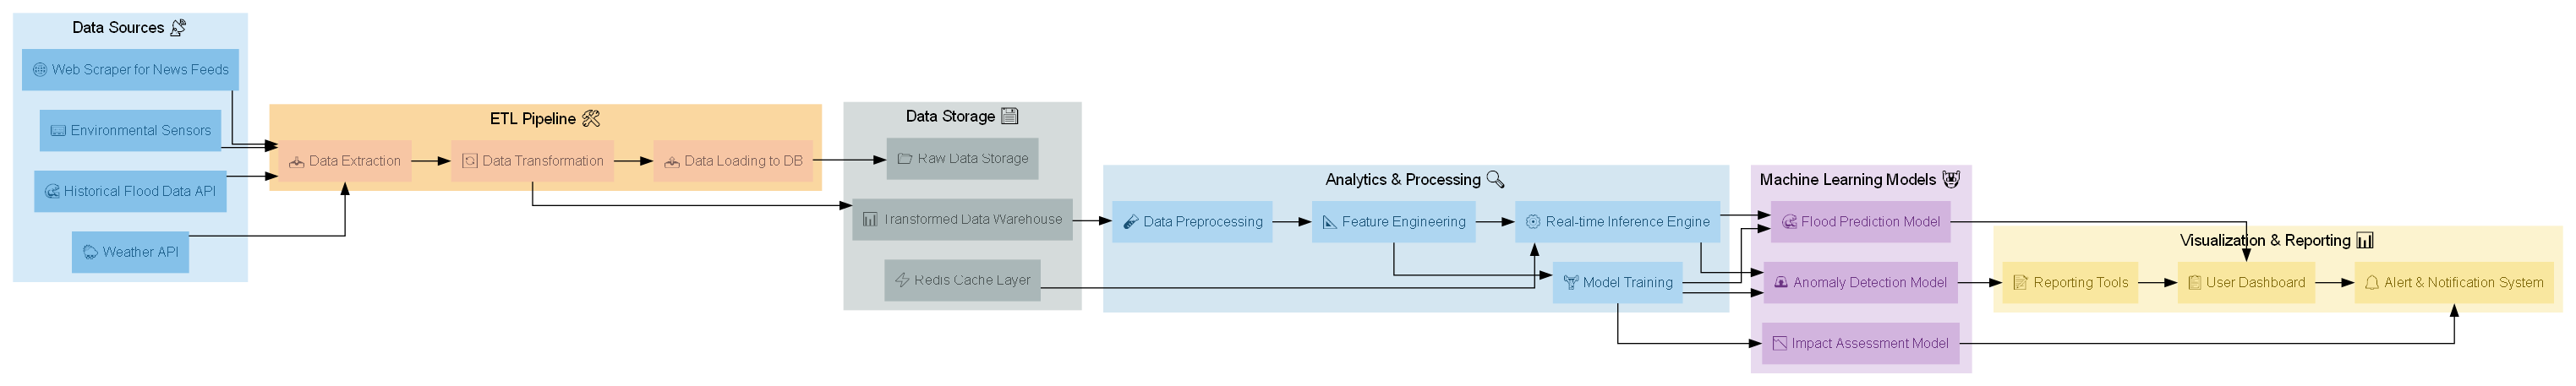 Data Sources
Web Scraper for News Feeds
Environmental Sensors
Historical Flood Data API
Weather API
ETL Pipeline
Data Extraction
Data Transformation
Data Loading to DB
Data Storage
Raw Data Storage
Transformed Data Warehouse
Redis Cache Layer
Analytics & Processing
Data Preprocessing
Feature Engineering
Real-time Inference Engine
Model Training
Machine Learning Models
Flood Prediction Model
Anomaly Detection Model
Impact Assessment Model
Visualization & Reporting
Reporting Tools
User Dashboard
Alert & Notification System